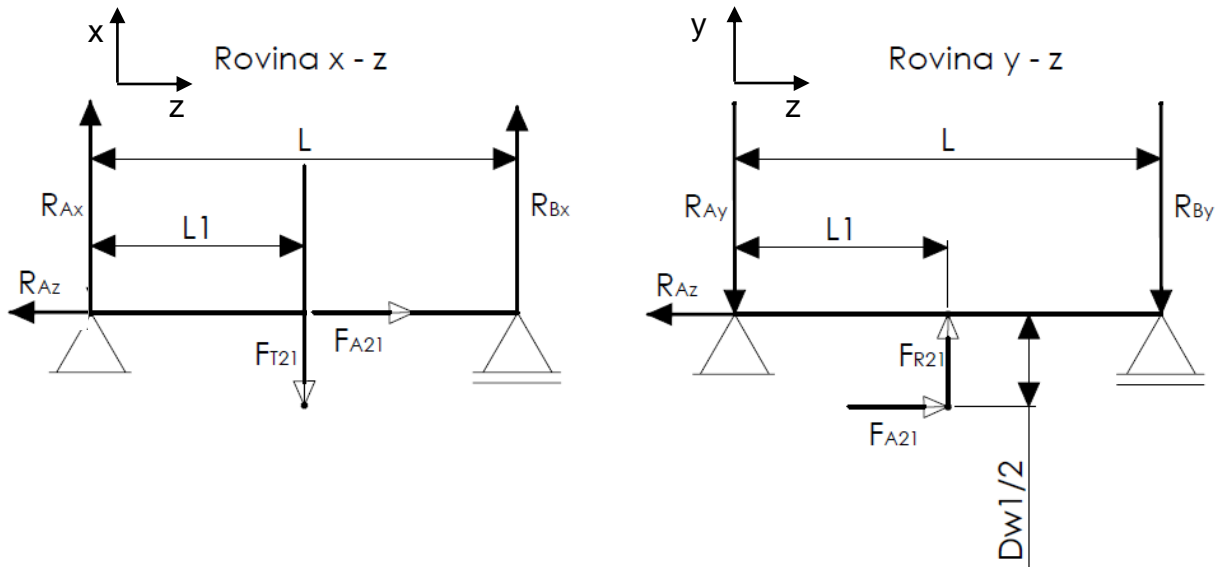 x
Rovina x - z
z
L
RAx
RBx
L1
RAz
FT21
FA21
y
Rovina y - z
z
L
RAy
RBy
L1
RAz
FR21
FA21
Dw1/2